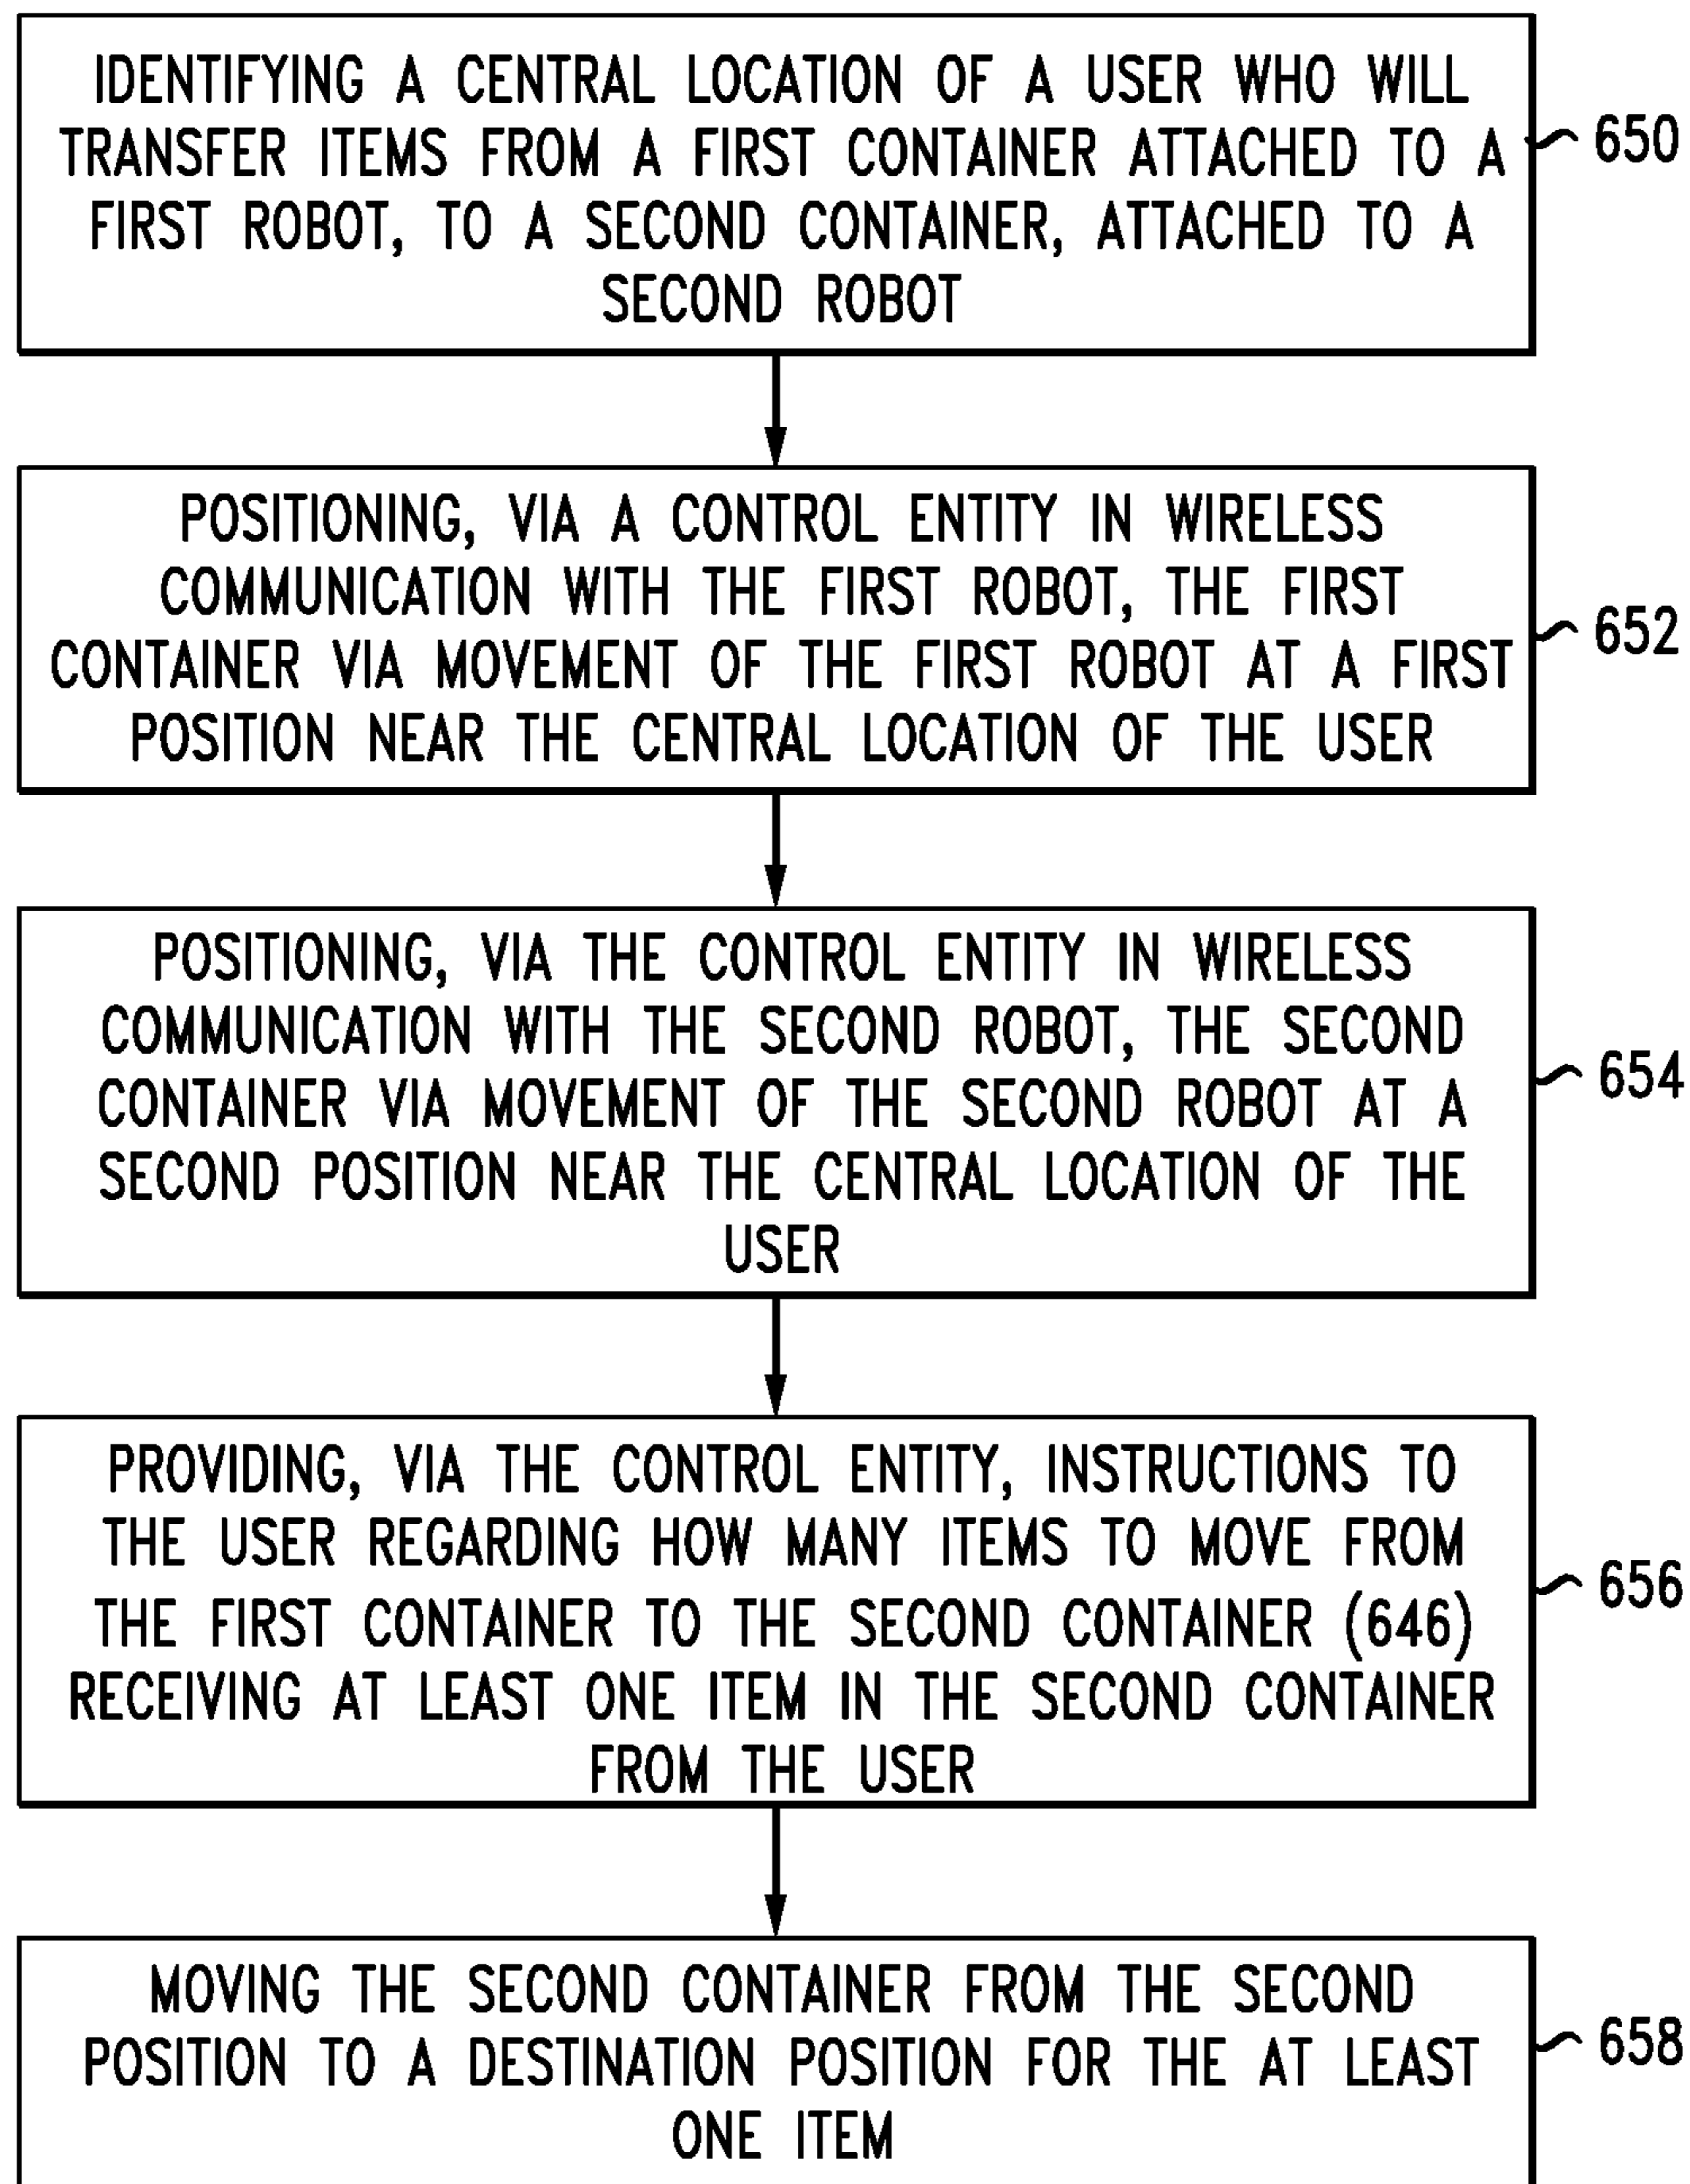 IDENTIFYING A CENTRAL LOCATION OF A USER WHO WILL
TRANSFER ITEMS FROM A FIRST CONTAINER ATTACHED TO A
FIRST ROBOT, TO A SECOND CONTAINER, ATTACHED TO A
SECOND ROBOT
650
POSITIONING, VIA A CONTROL ENTITY IN WIRELESS
COMMUNICATION WITH THE FIRST ROBOT, THE FIRST
CONTAINER VIA MOVEMENT OF THE FIRST ROBOT AT A FIRST
POSITION NEAR THE CENTRAL LOCATION OF THE USER
652
POSITIONING, VIA THE CONTROL ENTITY IN WIRELESS
COMMUNICATION WITH THE SECOND ROBOT, THE SECOND
CONTAINER VIA MOVEMENT OF THE SECOND ROBOT AT A
SECOND POSITION NEAR THE CENTRAL LOCATION OF THE
USER
654
PROVIDING, VIA THE CONTROL ENTITY, INSTRUCTIONS TO
THE USER REGARDING HOW MANY ITEMS TO MOVE FROM
THE FIRST CONTAINER TO THE SECOND CONTAINER (646)
RECEIVING AT LEAST ONE ITEM IN THE SECOND CONTAINER
FROM THE USER
656
MOVING THE SECOND CONTAINER FROM THE SECOND
POSITION TO A DESTINATION POSITION FOR THE AT LEAST
ONE ITEM
658